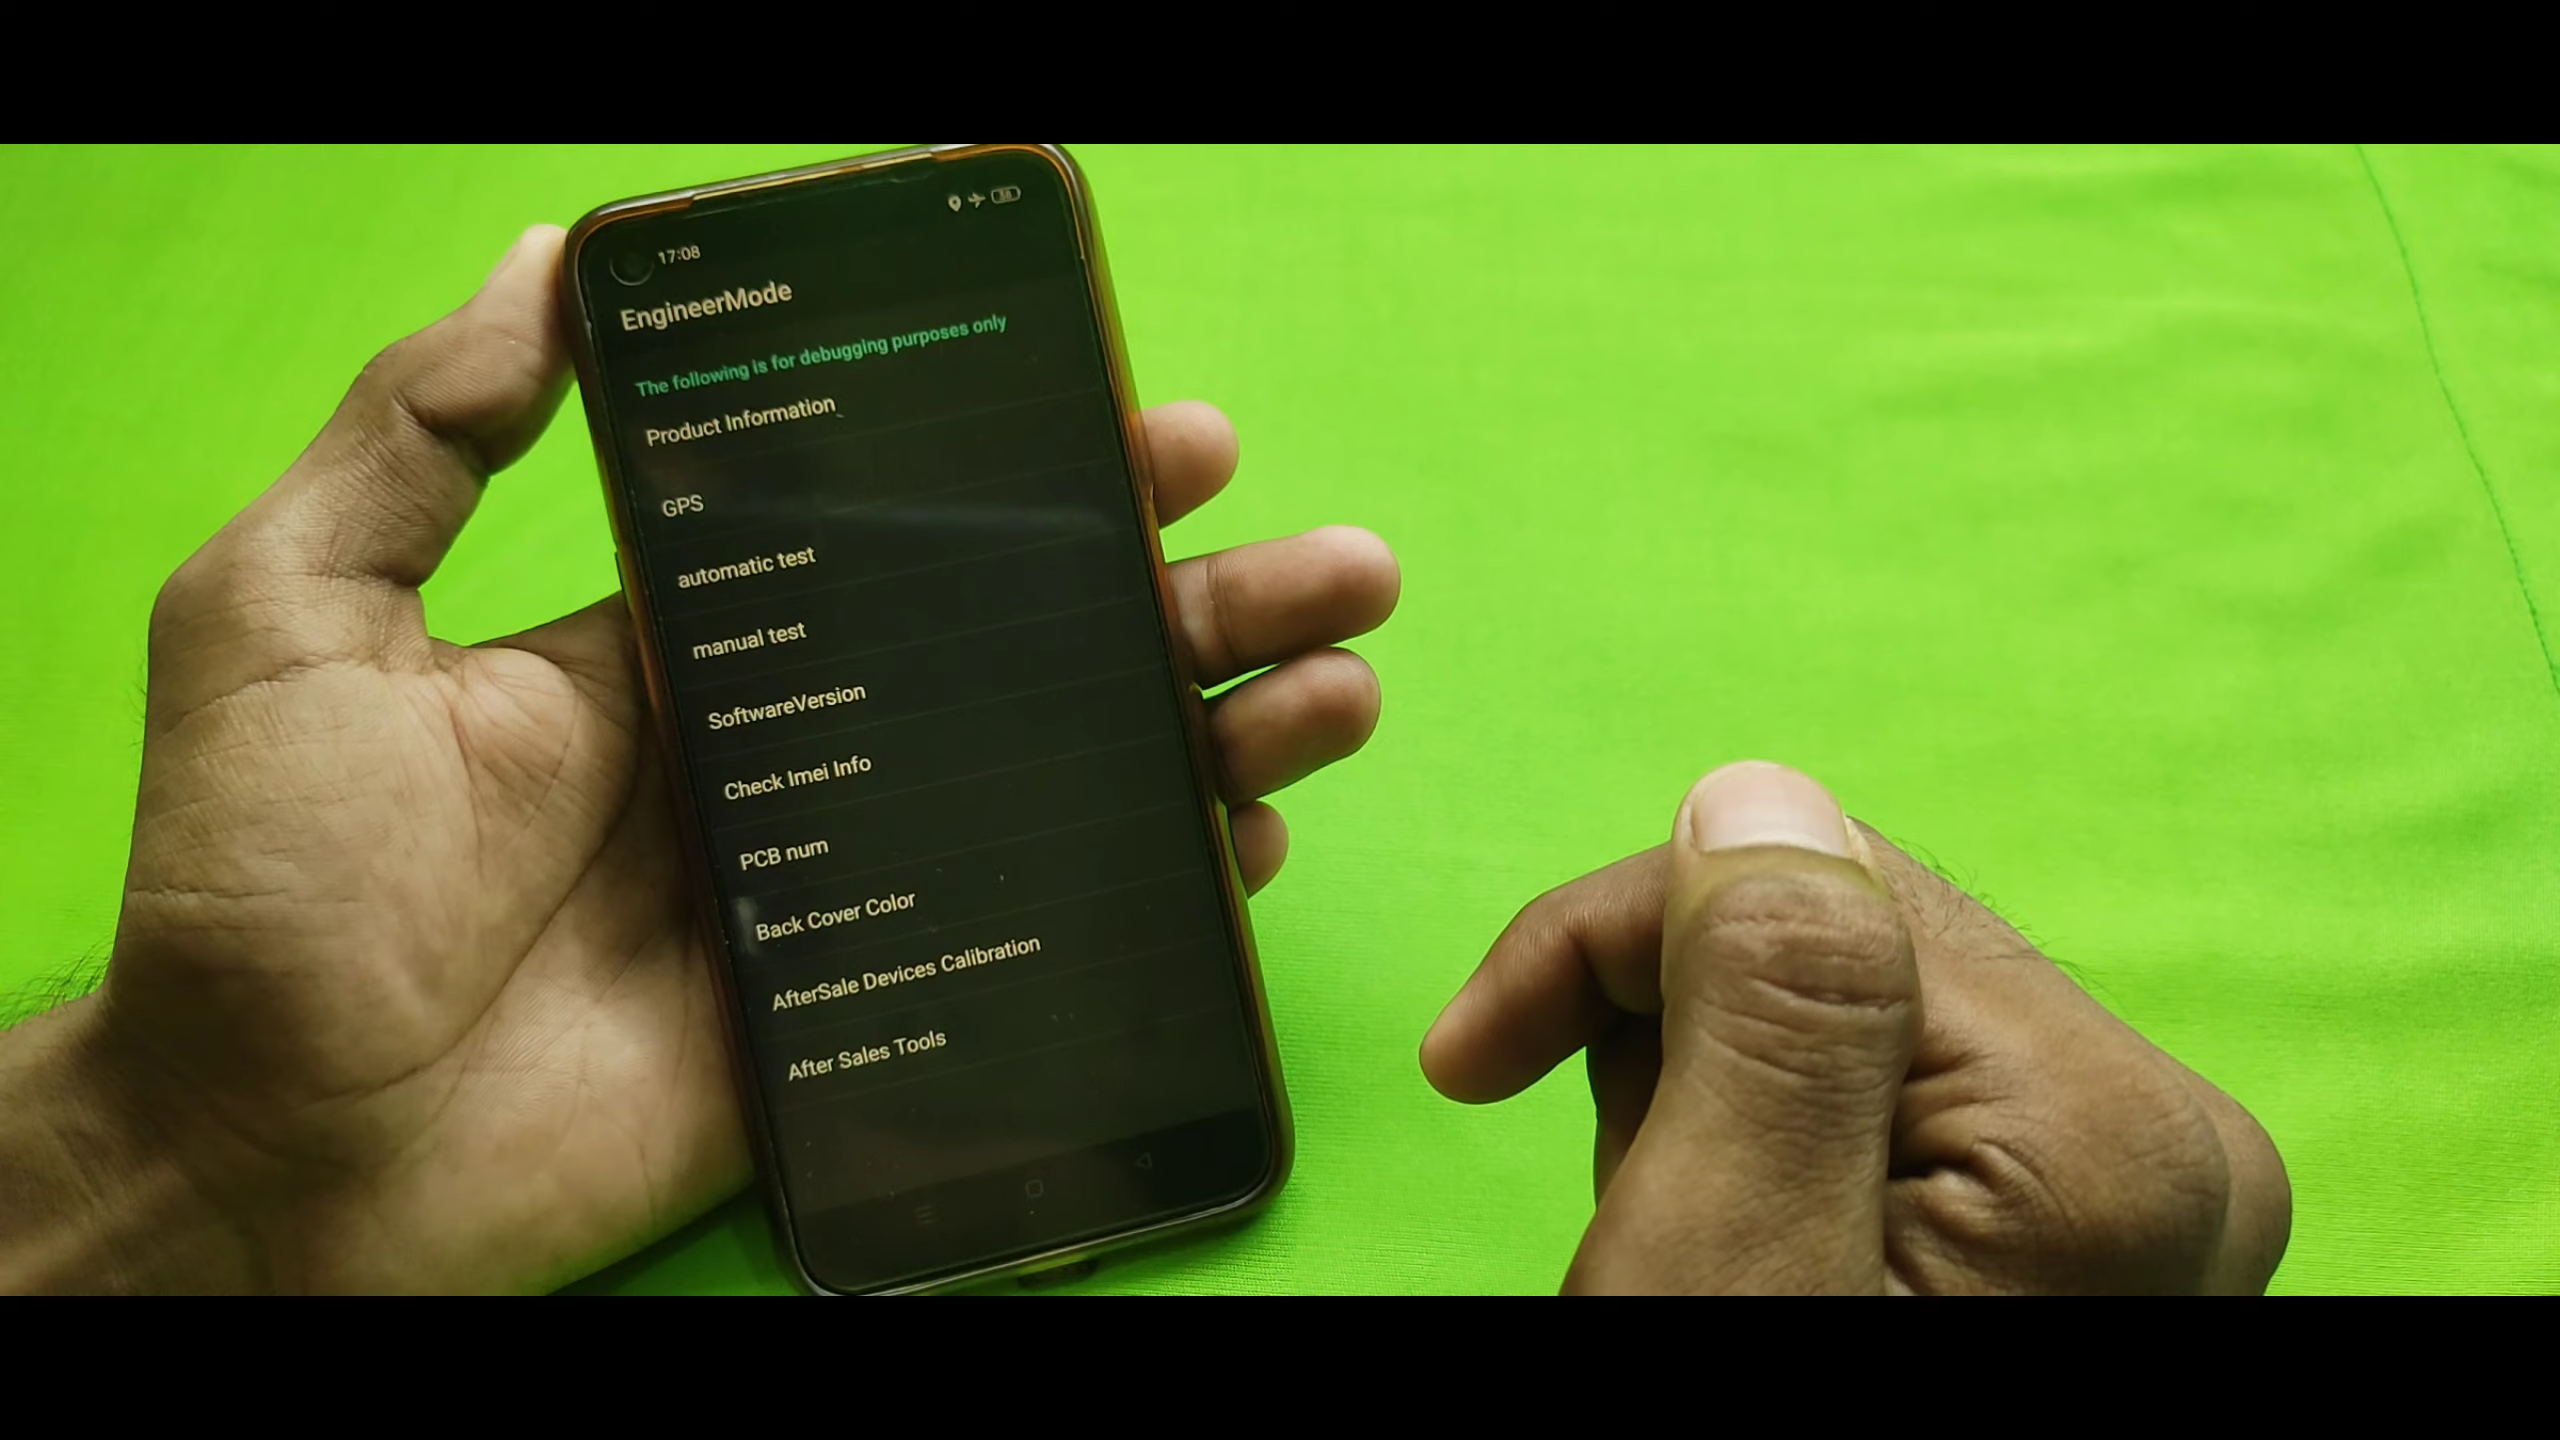 17:08
EngineerMode
The following is for debugging purposes only
Product Information
GPS
automatic test
manual test
SoftwareVersion
Check Imei Info
PCB num
Back Cover Color
AfterSale Devices Calibration
After Sales Tools